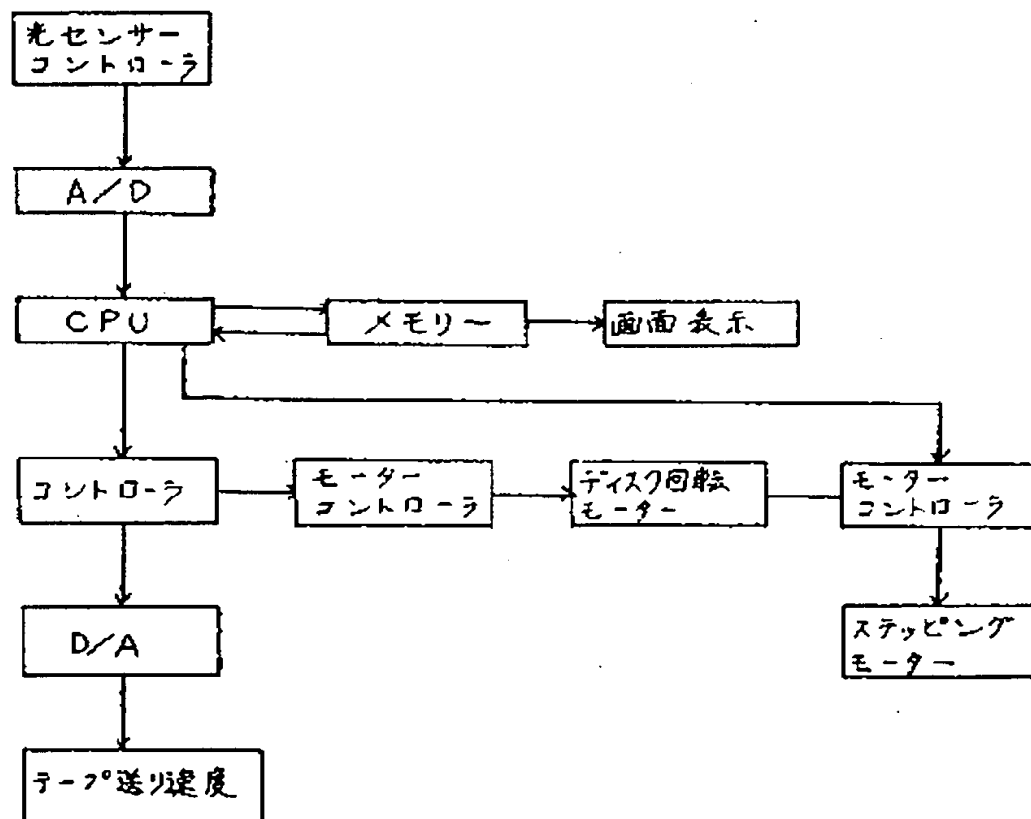 光センサー
コントローラ
A/D
CPU
メモリー
画面表示
コントローラ
モーター
コントローラ
ディスク回転
モーター
モーター
コントローラ
D/A
ステッピング
モーター
テープ送り速度